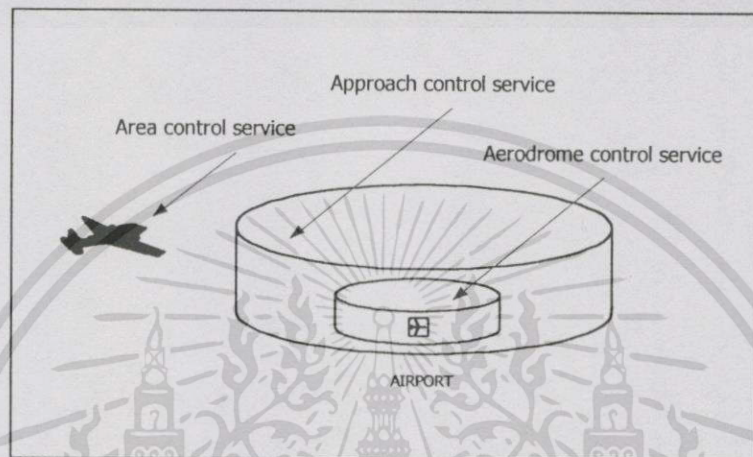 Approach control service
Area control service
Aerodrome control service
AIRPORT